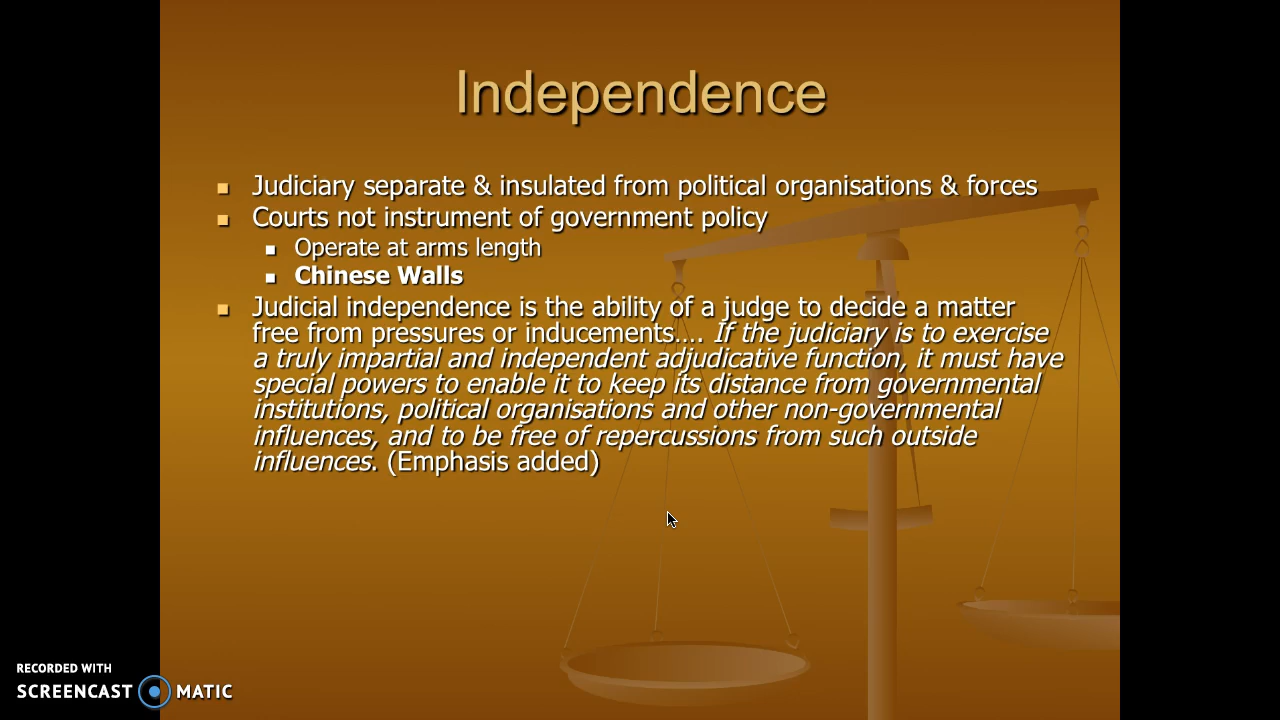 Independence
Judiciary separate & insulated from political organisations & forces
Courts not instrument of government policy
Operate at arms length
Chinese Walls
Judicial independence is the ability of a judge to decide a matter
free from pressures or inducements.... If the judiciary is to exercise
a truly impartial and independent adjudicative function, it must have
special powers to enable it to keep its distance from governmental
institutions, political organisations and other non-governmental
influences, and to be free of repercussions from such outside
influences. (Emphasis added)
RECORDED WITH
SCREENCAST MATIC